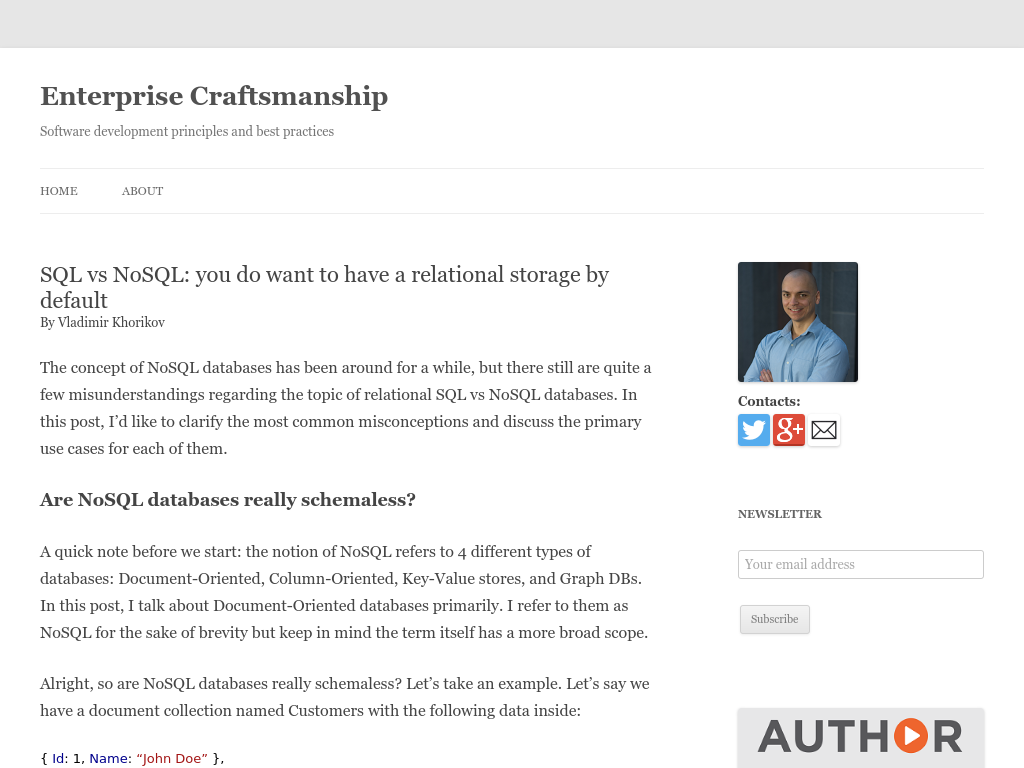 Enterprise Craftsmanship
Software development principles and best practices
HOME
ABOUT
SQL vs NoSQL: you do want to have a relational storage by
default
By Vladimir Khorikov
The concept of NoSQL databases has been around for a while, but there still are quite a
few misunderstandings regarding the topic of relational SQL vs NoSQL databases. In
this post, I’d like to clarify the most common misconceptions and discuss the primary
use cases for each of them.
Are NoSQL databases really schemaless?
A quick note before we start: the notion of NoSQL refers to 4 different types of
databases: Document-Oriented, Column-Oriented, Key-Value stores, and Graph DBs.
In this post, I talk about Document-Oriented databases primarily. I refer to them as
NoSQL for the sake of brevity but keep in mind the term itself has a more broad scope.
Alright, so are NoSQL databases really schemaless? Let’s take an example. Let’s say we
have a document collection named Customers with the following data inside:
{ Id: 1, Name: “John Doe” },
Contacts:
g+
NEWSLETTER
Your email address
Subscribe
AUTHOR